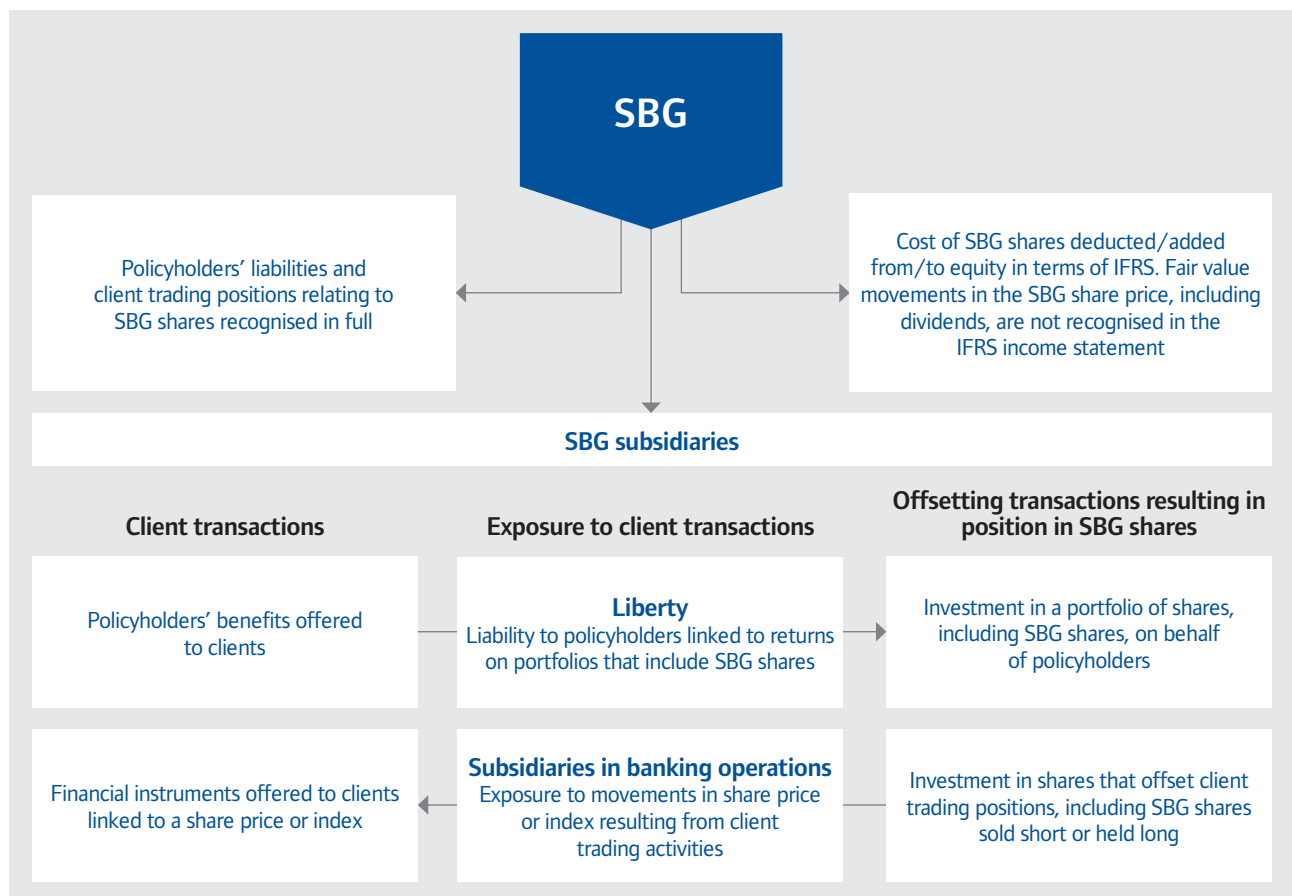 SBG
Policyholders’ liabilities and
client trading positions relating to
SBG shares recognised in full
Cost of SBG shares deducted/added
from/to equity in terms of IFRS. Fair value
movements in the SBG share price, including
dividends, are not recognised in the
IFRS income statement
SBG subsidiaries
Client transactions
Exposure to client transactions
Offsetting transactions resulting in
position in SBG shares
Policyholders’ benefits offered
to clients
Liberty
Liability to policyholders linked to returns
on portfolios that include SBG shares
Investment in a portfolio of shares,
including SBG shares, on behalf
of policyholders
Financial instruments offered to clients
linked to a share price or index
Subsidiaries in banking operations
Exposure to movements in share price
or index resulting from client
trading activities
Investment in shares that offset client
trading positions, including SBG shares
sold short or held long